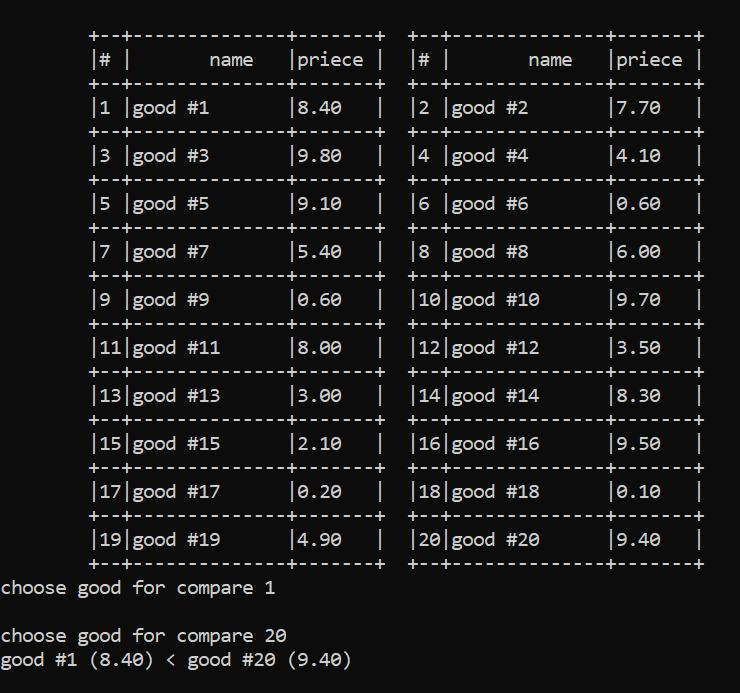 +--+--------------+-------+  +--+--------------+-------+
|# |       name   |priece |  |# |       name   |priece |
+--+--------------+-------+  +--+--------------+-------+
|1 |good #1       |8.40   |  |2 |good #2       |7.70   |
+--+--------------+-------+  +--+--------------+-------+
|3 |good #3       |9.80   |  |4 |good #4       |4.10   |
+--+--------------+-------+  +--+--------------+-------+
|5 |good #5       |9.10   |  |6 |good #6       |0.60   |
+--+--------------+-------+  +--+--------------+-------+
|7 |good #7       |5.40   |  |8 |good #8       |6.00   |
+--+--------------+-------+  +--+--------------+-------+
|9 |good #9       |0.60   |  |10|good #10      |9.70   |
+--+--------------+-------+  +--+--------------+-------+
|11|good #11      |8.00   |  |12|good #12      |3.50   |
+--+--------------+-------+  +--+--------------+-------+
|13|good #13      |3.00   |  |14|good #14      |8.30   |
+--+--------------+-------+  +--+--------------+-------+
|15|good #15      |2.10   |  |16|good #16      |9.50   |
+--+--------------+-------+  +--+--------------+-------+
|17|good #17      |0.20   |  |18|good #18      |0.10   |
+--+--------------+-------+  +--+--------------+-------+
|19|good #19      |4.90   |  |20|good #20      |9.40   |
+--+--------------+-------+  +--+--------------+-------+
choose good for compare 1

choose good for compare 20
good #1 (8.40) < good #20 (9.40)